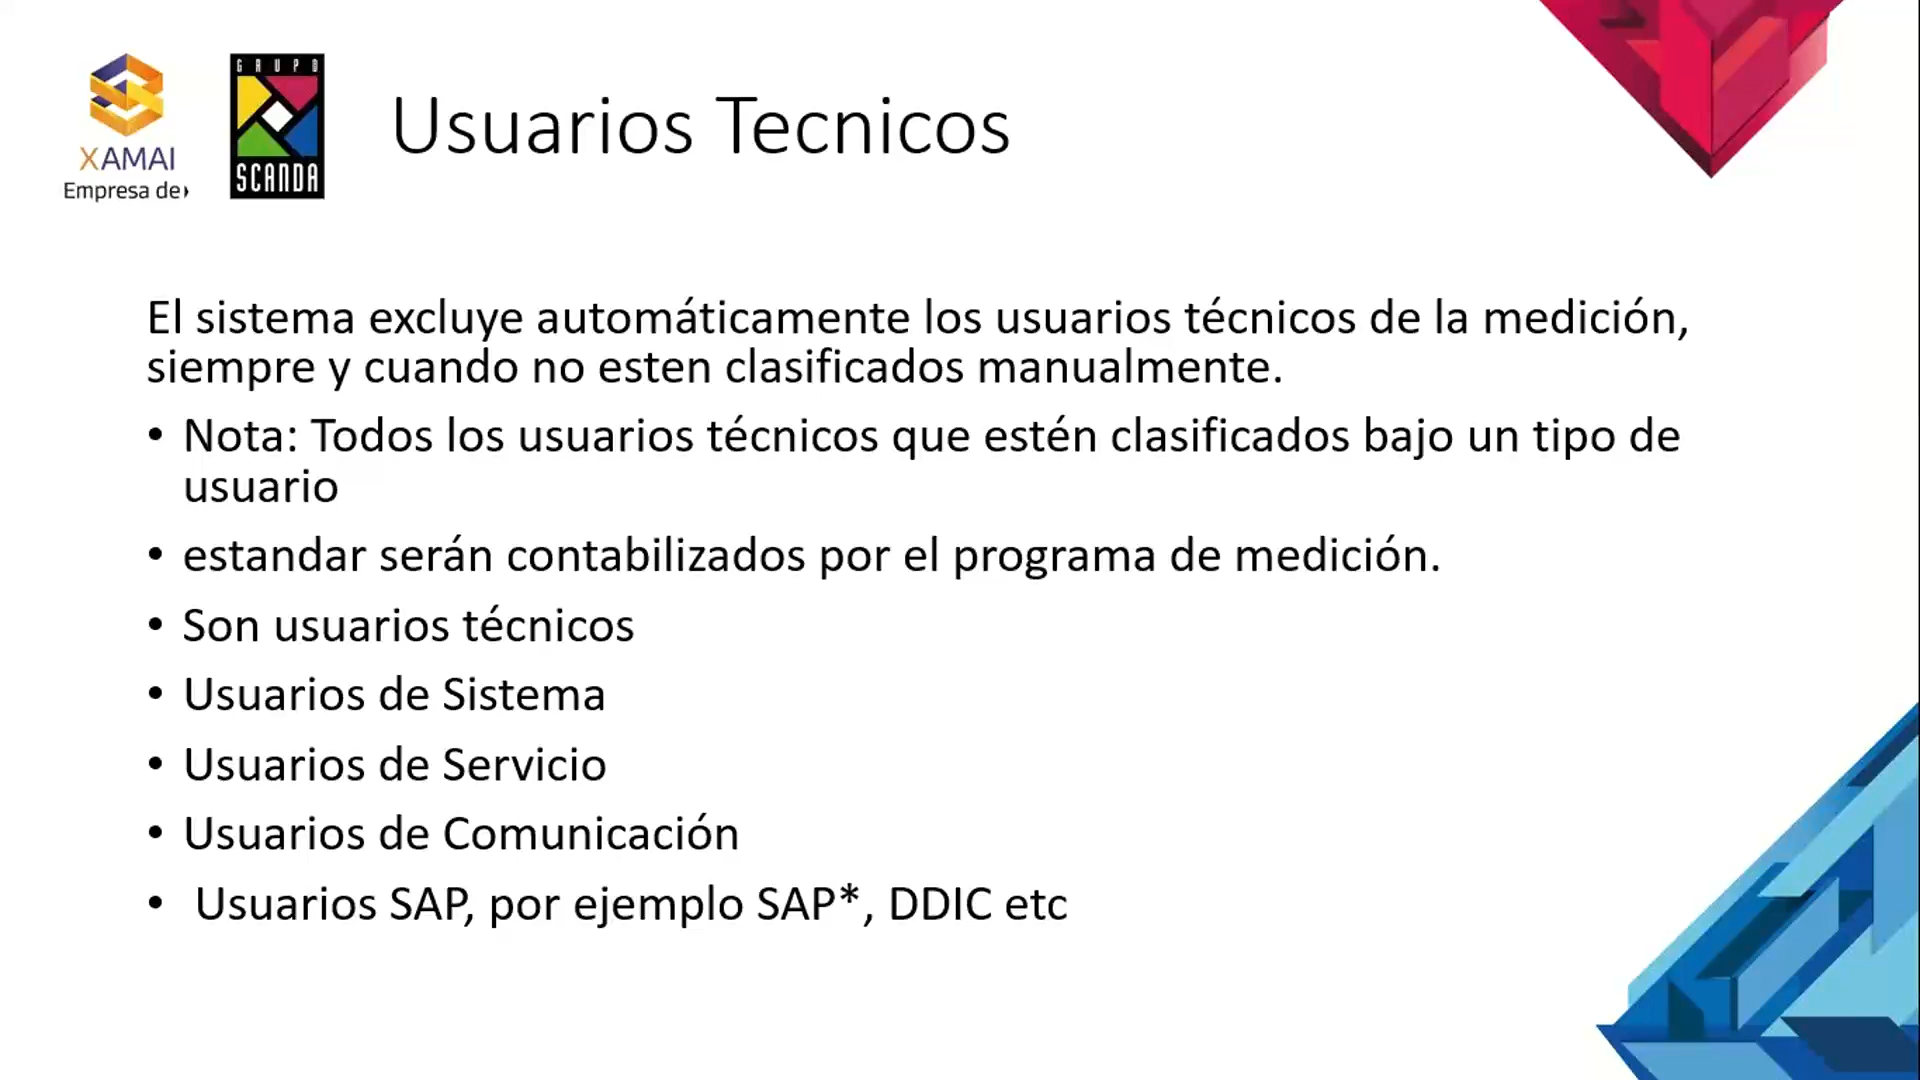 XAMAI
Empresa de
GRUPO
SCANDA
Usuarios Tecnicos
El sistema excluye automáticamente los usuarios técnicos de la medición,
siempre y cuando no esten clasificados manualmente.
• Nota: Todos los usuarios técnicos que estén clasificados bajo un tipo de
usuario
• estandar serán contabilizados por el programa de medición.
• Son usuarios técnicos
• Usuarios de Sistema
• Usuarios de Servicio
• Usuarios de Comunicación
• Usuarios SAP, por ejemplo SAP*, DDIC etc